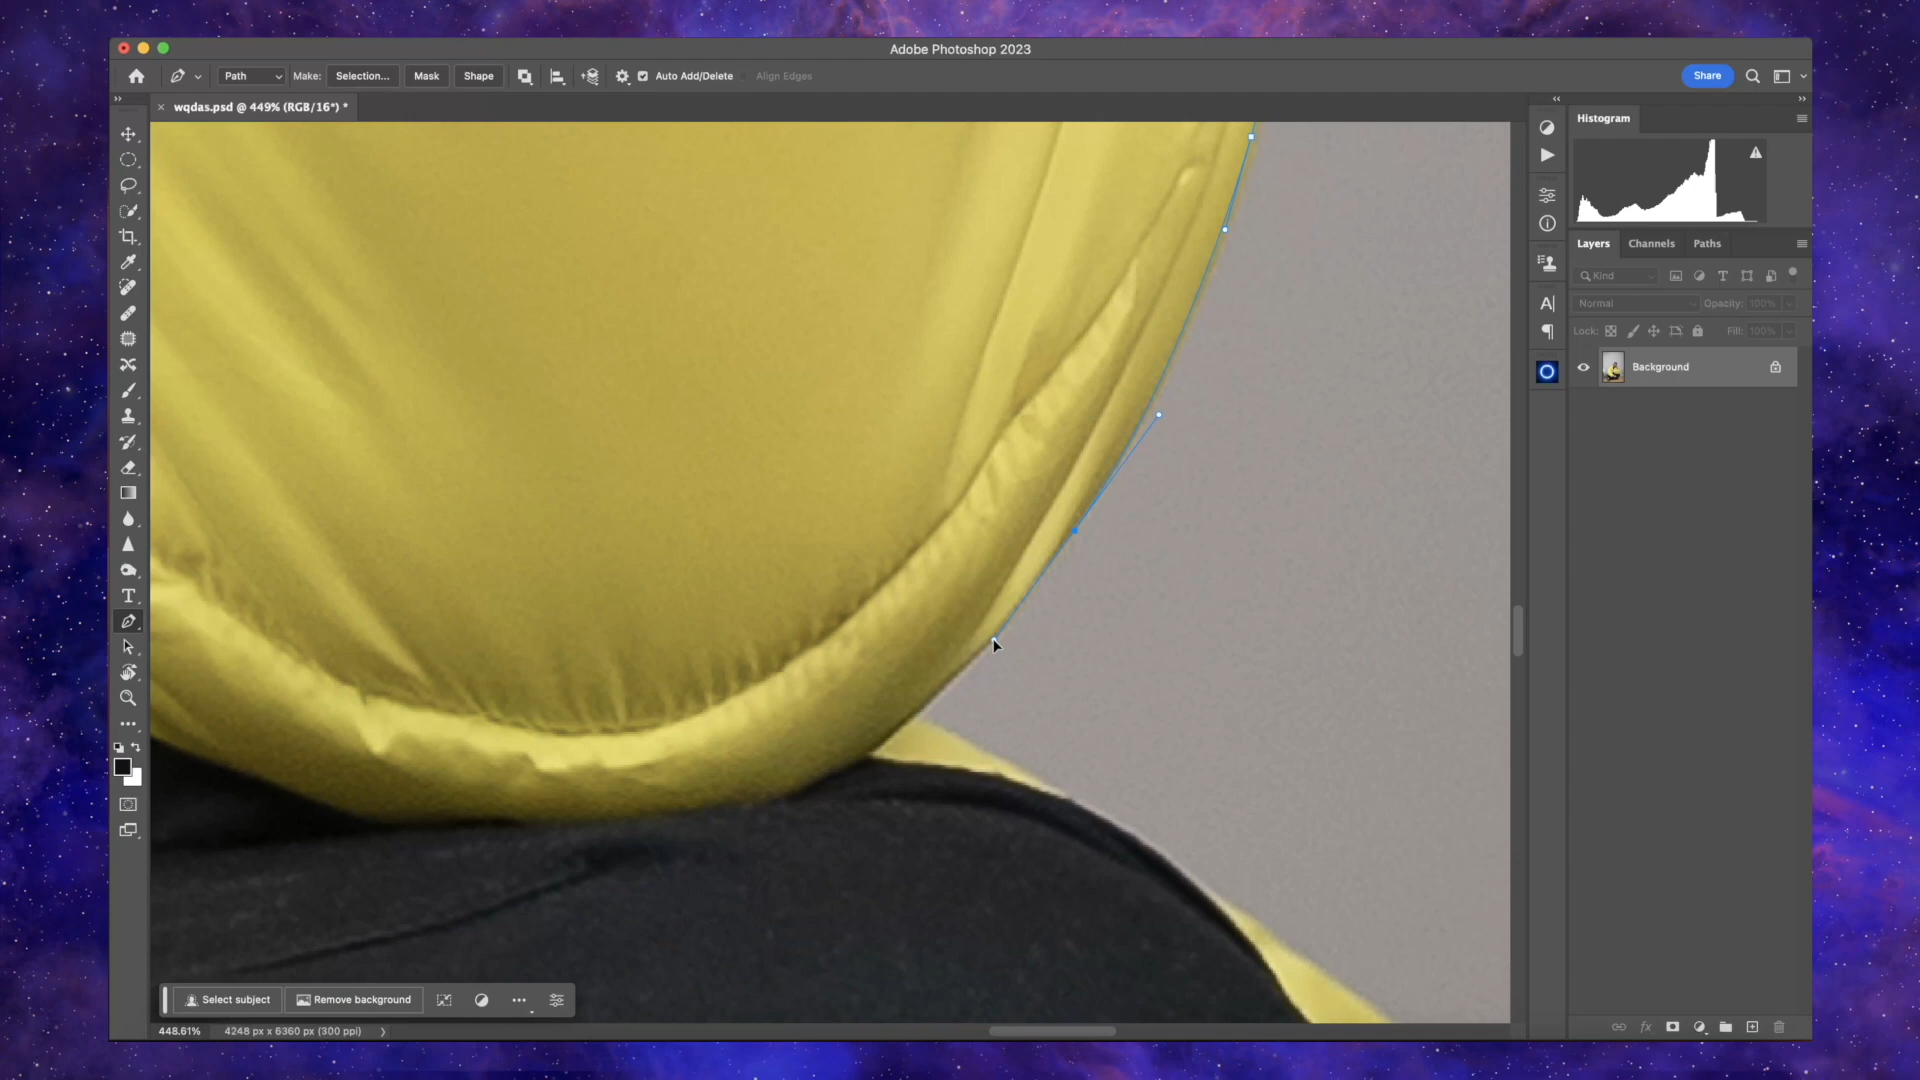 Adobe Photoshop 2023
Path Make: Selection... Mask Shape Auto Add/Delete Align Edges Share
wqdas.psd @ 449% (RGB/16*) *
Histogram
Layers Channels Paths
Kind
Normal Opacity: 100%
Lock: Fill: 100%
Background
Select subject Remove background
448.61% 4248 px x 6360 px (300 ppi)